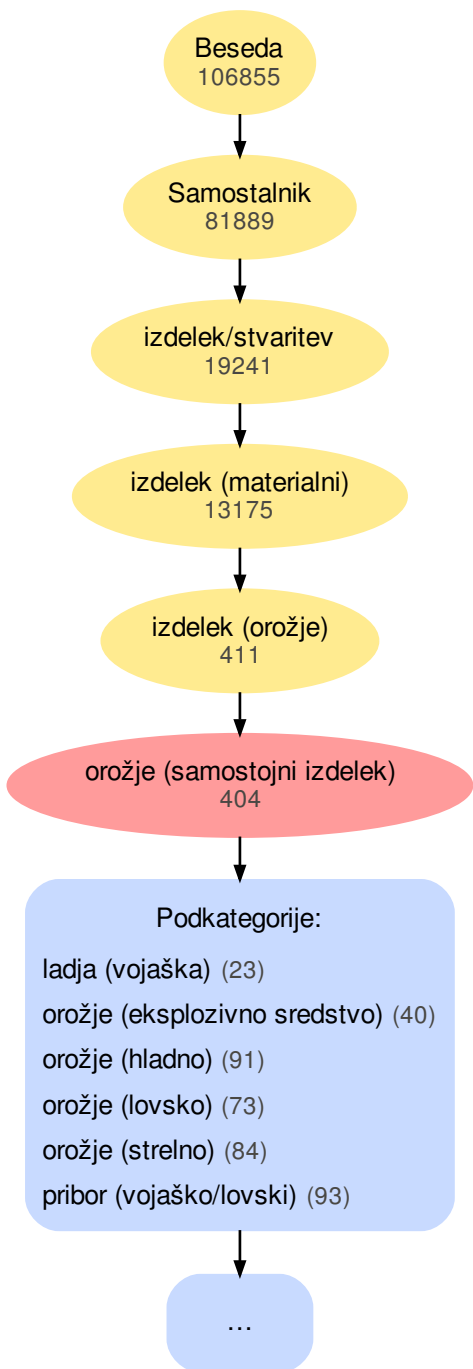 Beseda
106855
Samostalnik
81889
izdelek/stvaritev
19241
izdelek (materialni)
13175
izdelek (orožje)
411
orožje (samostojni izdelek)
404
Podkategorije:
ladja (vojaška) (23)
orožje (eksplozivno sredstvo) (40)
orožje (hladno) (91)
orožje (lovsko) (73)
orožje (strelno) (84)
pribor (vojaško/lovski) (93)
...